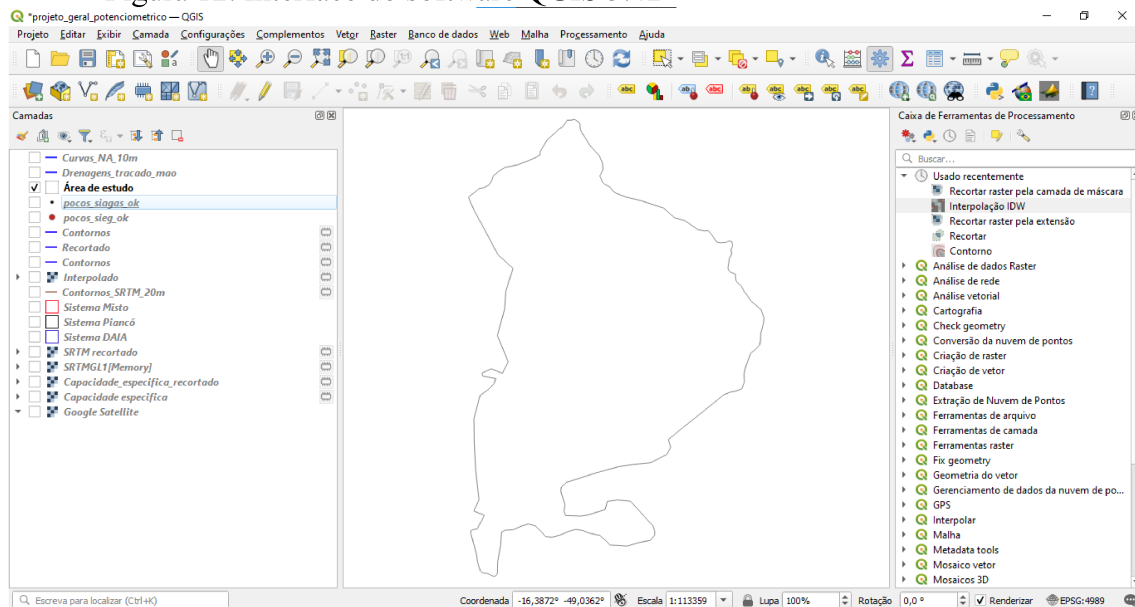 *projeto_geral_potenciometrico — QGIS
Projeto Editar Exibir Camada Configurações Complementos Vetor Raster Banco de dados Web Malha Processamento Ajuda
Camadas
Curvas_NA_10m
Drenagens_tracado_mao
Área de estudo
pocos_siagas_ok
pocos_sieg_ok
Contornos
Recortado
Contornos
Interpolado
Contornos_SRTM_20m
Sistema Misto
Sistema Piancó
Sistema DAIA
SRTM recortado
SRTMGL1[Memory]
Capacidade_especifica_recortado
Capacidade especifica
Google Satellite
Caixa de Ferramentas de Processamento
Buscar...
Usado recentemente
Recortar raster pela camada de máscara
Interpolação IDW
Recortar raster pela extensão
Recortar
Contorno
Análise de dados Raster
Análise de rede
Análise vetorial
Cartografia
Check geometry
Conversão da nuvem de pontos
Criação de raster
Criação de vetor
Database
Extração de Nuvem de Pontos
Ferramentas de arquivo
Ferramentas de camada
Ferramentas raster
Fix geometry
Geometria do vetor
Gerenciamento de dados da nuvem de po...
GPS
Interpolar
Malha
Metadata tools
Mosaico vetor
Mosaicos 3D
Escreva para localizar (Ctrl+K)
Coordenada -16,3872° -49,0362° Escala 1:113359 Lupa 100% Rotação 0,0 ° Renderizar EPSG:4989